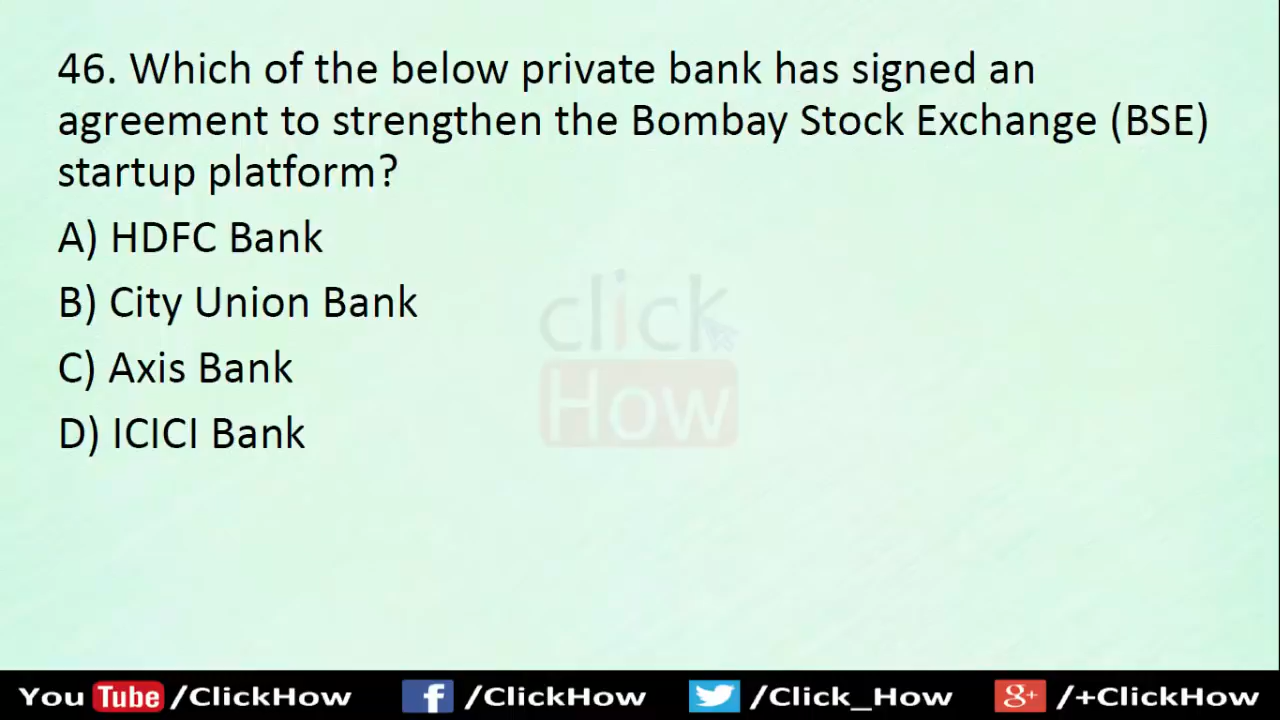 46. Which of the below private bank has signed an
agreement to strengthen the Bombay Stock Exchange (BSE)
startup platform?
A) HDFC Bank
B) City Union Bank
C) Axis Bank
D) ICICI Bank
click
How
You Tube /ClickHow f /ClickHow /Click_How g+ /+ClickHow